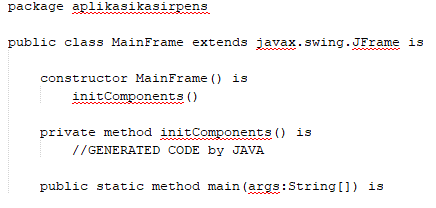 package aplikasikasirpens
public class MainFrame extends javax.swing.JFrame is
constructor MainFrame() is
initComponents()
private method initComponents() is
//GENERATED CODE by JAVA
public static method main(args:String[]) is